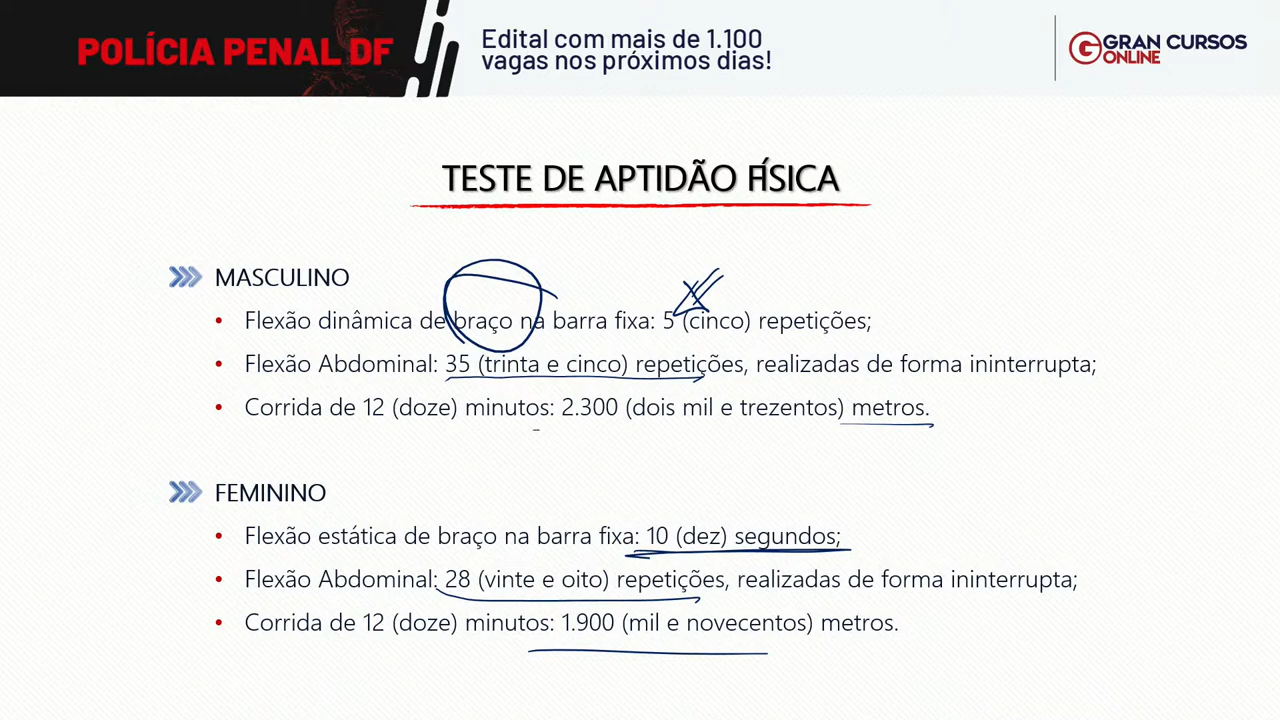 POLÍCIA PENAL DF
Edital com mais de 1.100
vagas nos próximos dias!
GRAN CURSOS
ONLINE
TESTE DE APTIDÃO FÍSICA
MASCULINO
• Flexão dinâmica de braço na barra fixa: 5 (cinco) repetições;
• Flexão Abdominal: 35 (trinta e cinco) repetições, realizadas de forma ininterrupta;
• Corrida de 12 (doze) minutos: 2.300 (dois mil e trezentos) metros.
FEMININO
• Flexão estática de braço na barra fixa: 10 (dez) segundos;
• Flexão Abdominal: 28 (vinte e oito) repetições, realizadas de forma ininterrupta;
• Corrida de 12 (doze) minutos: 1.900 (mil e novecentos) metros.